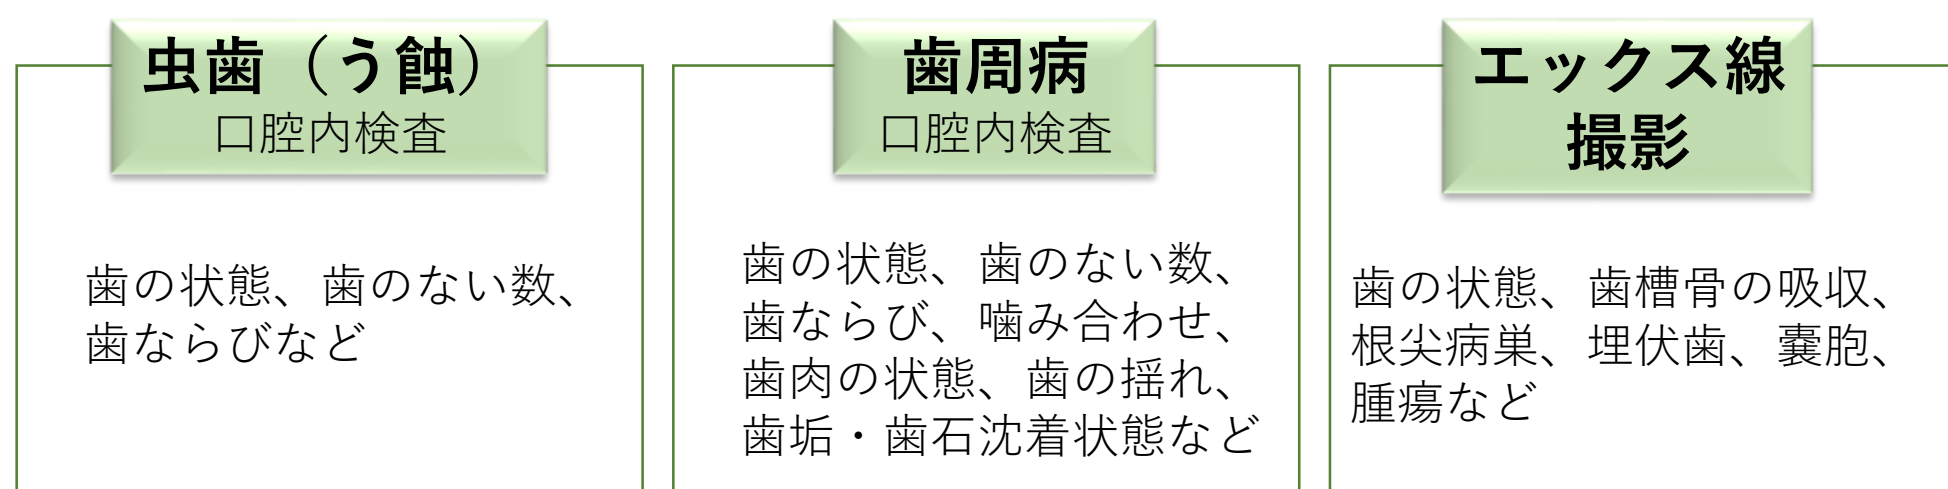 虫歯（う蝕）
口腔内検査
歯の状態、歯のない数、
歯ならびなど
歯周病
口腔内検査
歯の状態、歯のない数、
歯ならび、噛み合わせ、
歯肉の状態、歯の揺れ、
歯垢・歯石沈着状態など
エックス線
撮影
歯の状態、歯槽骨の吸収、
根尖病巣、埋伏歯、嚢胞、
腫瘍など